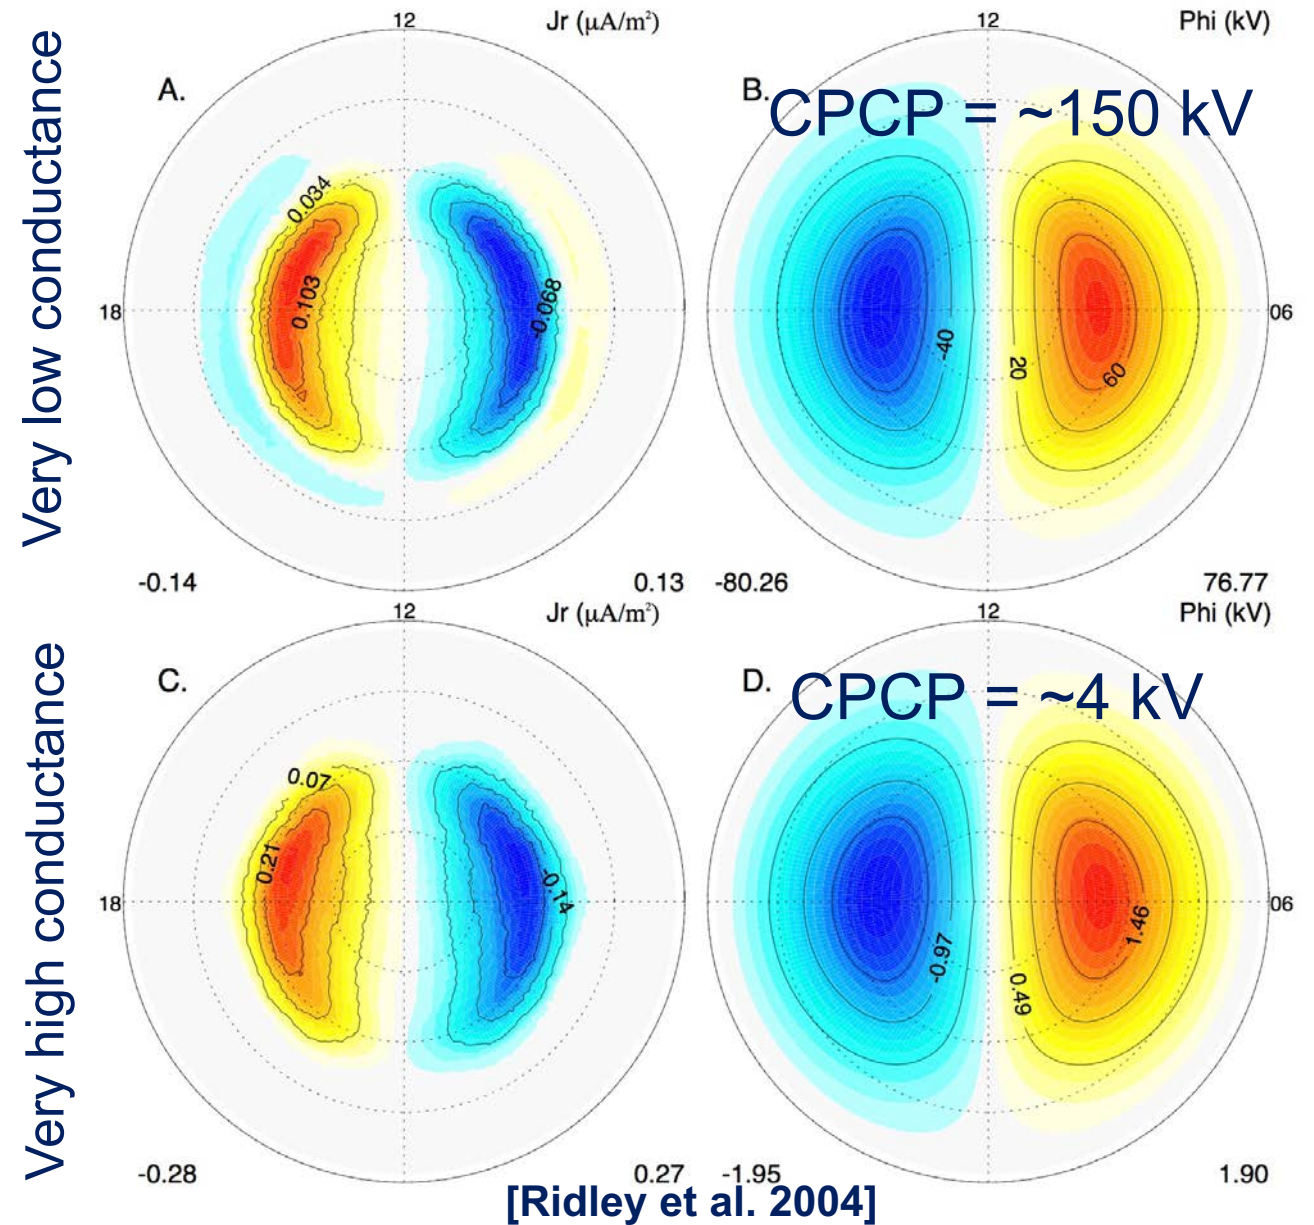 Very low conductance
12
Jr (μA/m²)
A.
0.034
0.103
-0.068
18
-0.14
0.13
12
Phi (kV)
B.
CPCP = ~150 kV
-40
20
60
06
-80.26
76.77
Very high conductance
12
Jr (μA/m²)
C.
0.07
0.21
-0.14
18
-0.28
0.27
12
Phi (kV)
D.
CPCP = ~4 kV
-0.97
0.49
1.46
06
-1.95
1.90
[Ridley et al. 2004]